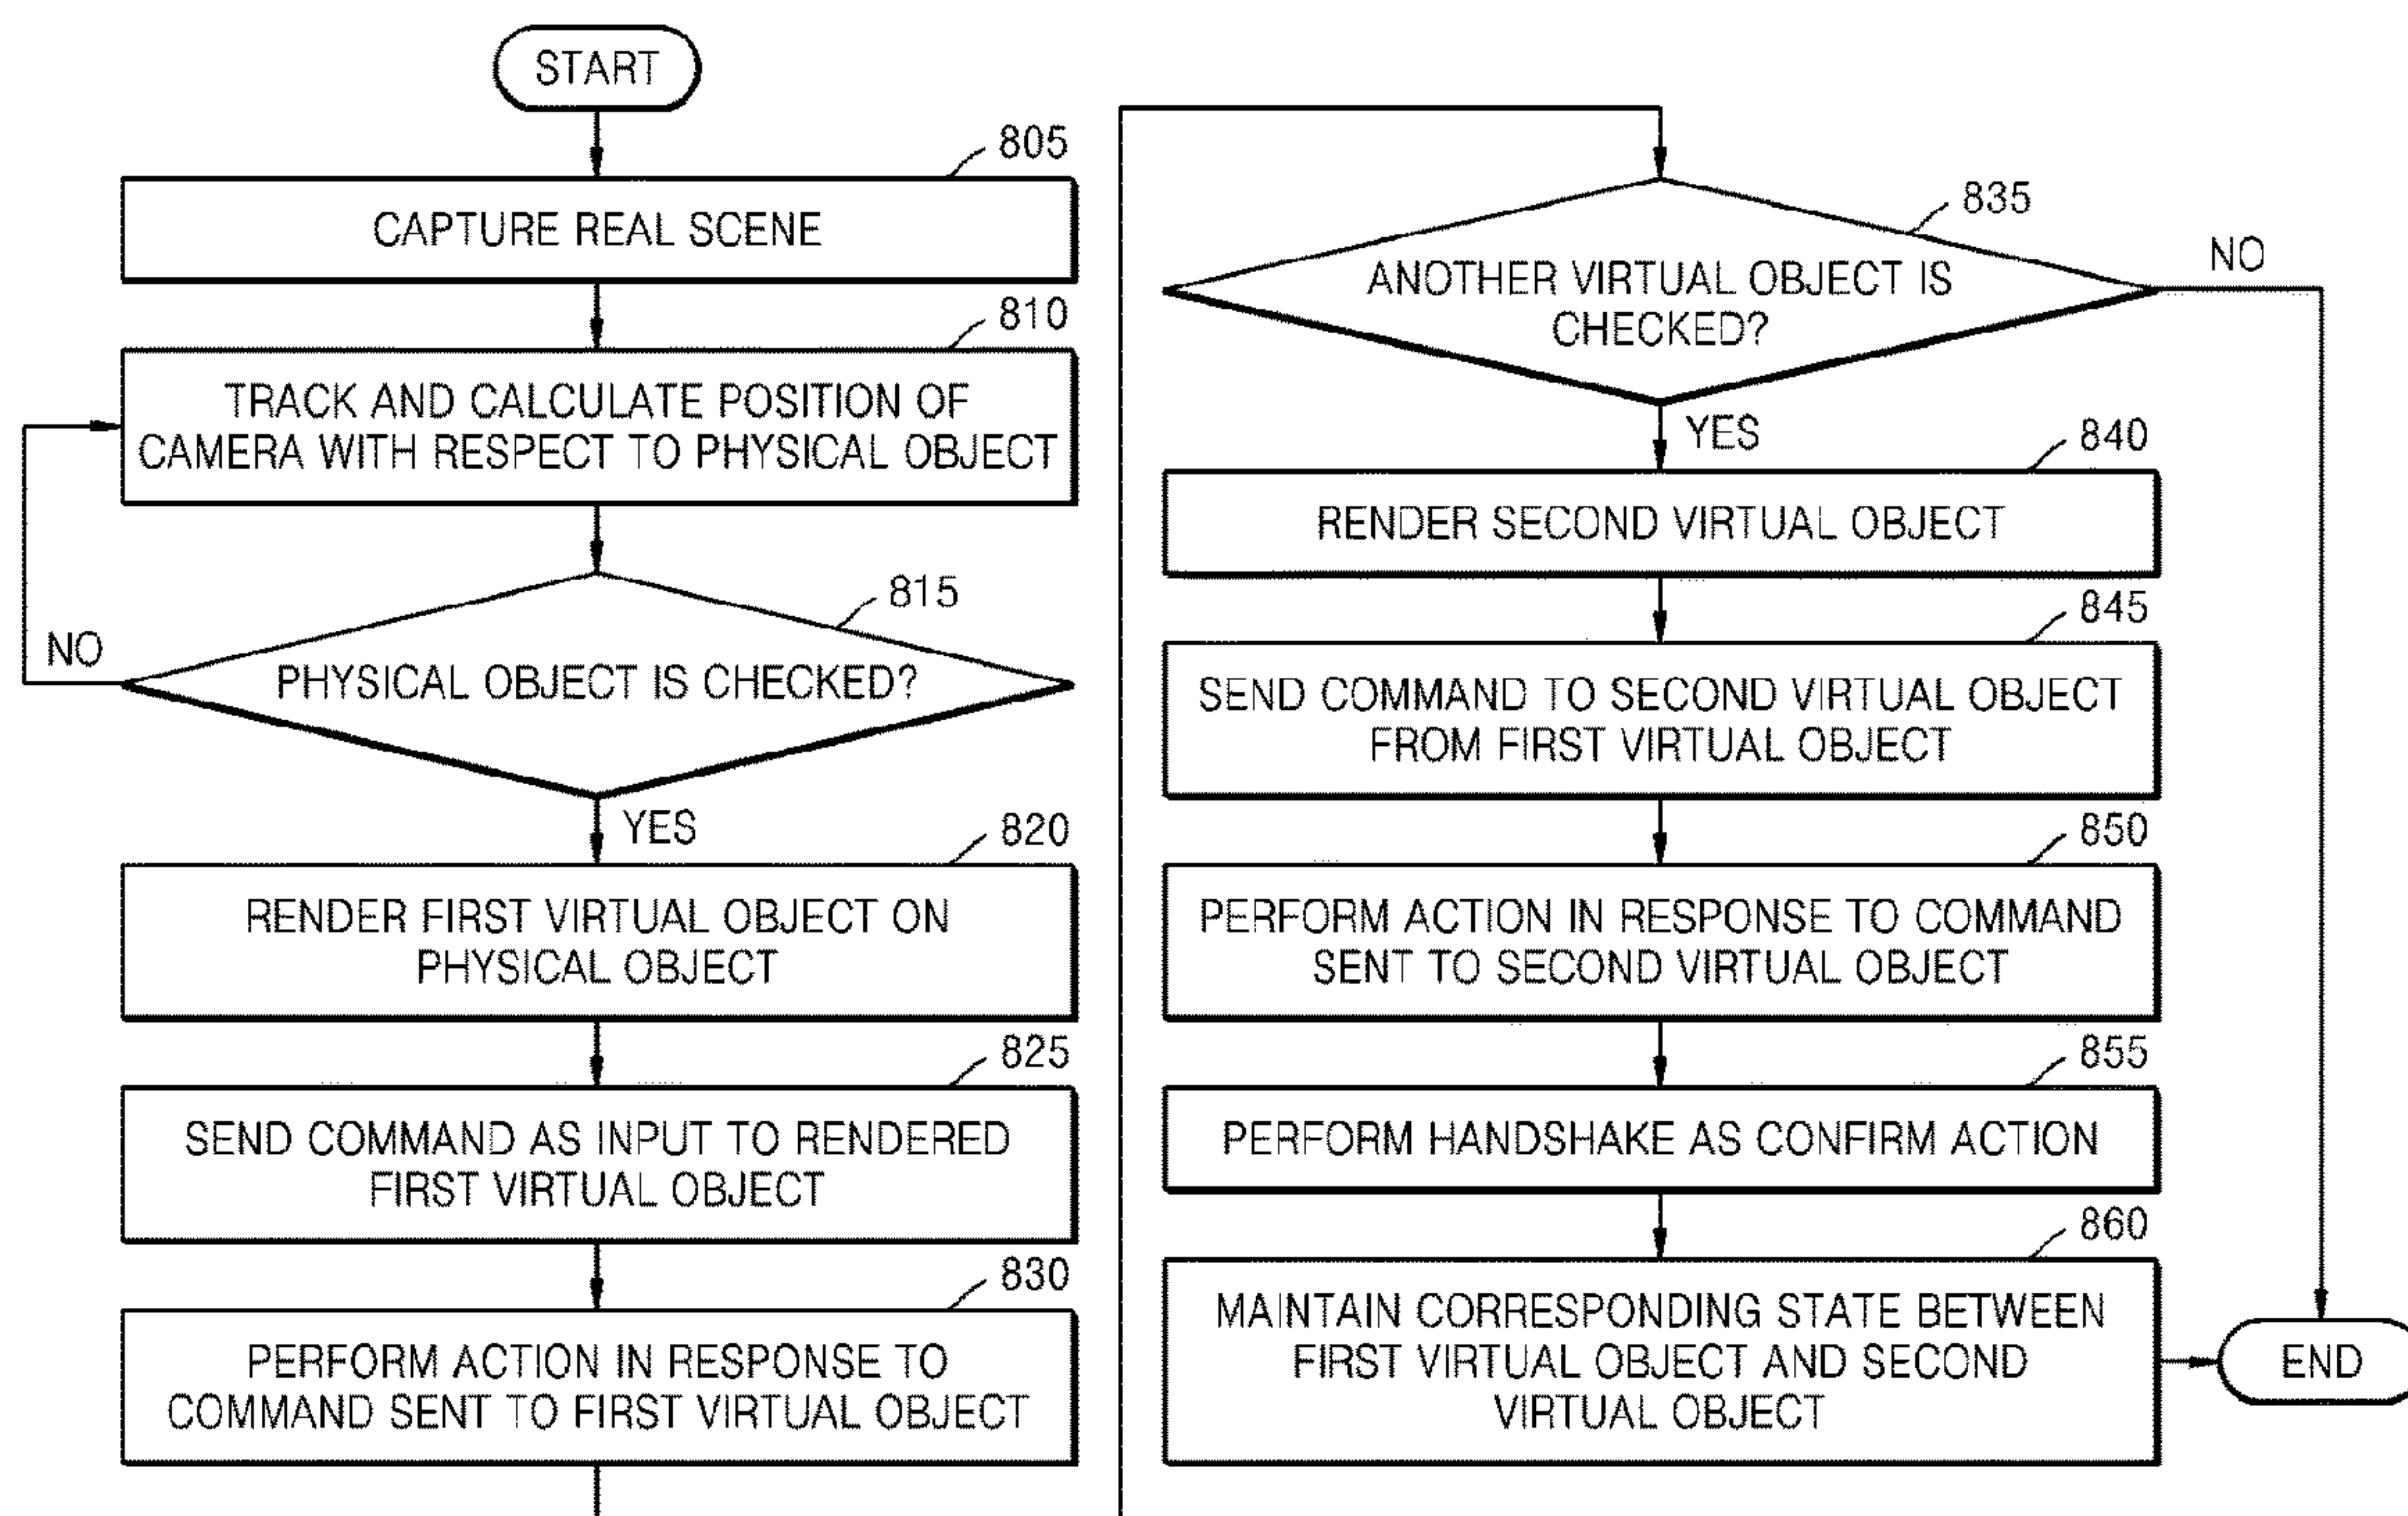 START
805
CAPTURE REAL SCENE
810
TRACK AND CALCULATE POSITION OF
CAMERA WITH RESPECT TO PHYSICAL OBJECT
815
NO
PHYSICAL OBJECT IS CHECKED?
YES
820
RENDER FIRST VIRTUAL OBJECT ON
PHYSICAL OBJECT
825
SEND COMMAND AS INPUT TO RENDERED
FIRST VIRTUAL OBJECT
830
PERFORM ACTION IN RESPONSE TO
COMMAND SENT TO FIRST VIRTUAL OBJECT
835
NO
ANOTHER VIRTUAL OBJECT IS
CHECKED?
YES
840
RENDER SECOND VIRTUAL OBJECT
845
SEND COMMAND TO SECOND VIRTUAL OBJECT
FROM FIRST VIRTUAL OBJECT
850
PERFORM ACTION IN RESPONSE TO COMMAND
SENT TO SECOND VIRTUAL OBJECT
855
PERFORM HANDSHAKE AS CONFIRM ACTION
860
MAINTAIN CORRESPONDING STATE BETWEEN
FIRST VIRTUAL OBJECT AND SECOND
VIRTUAL OBJECT
END